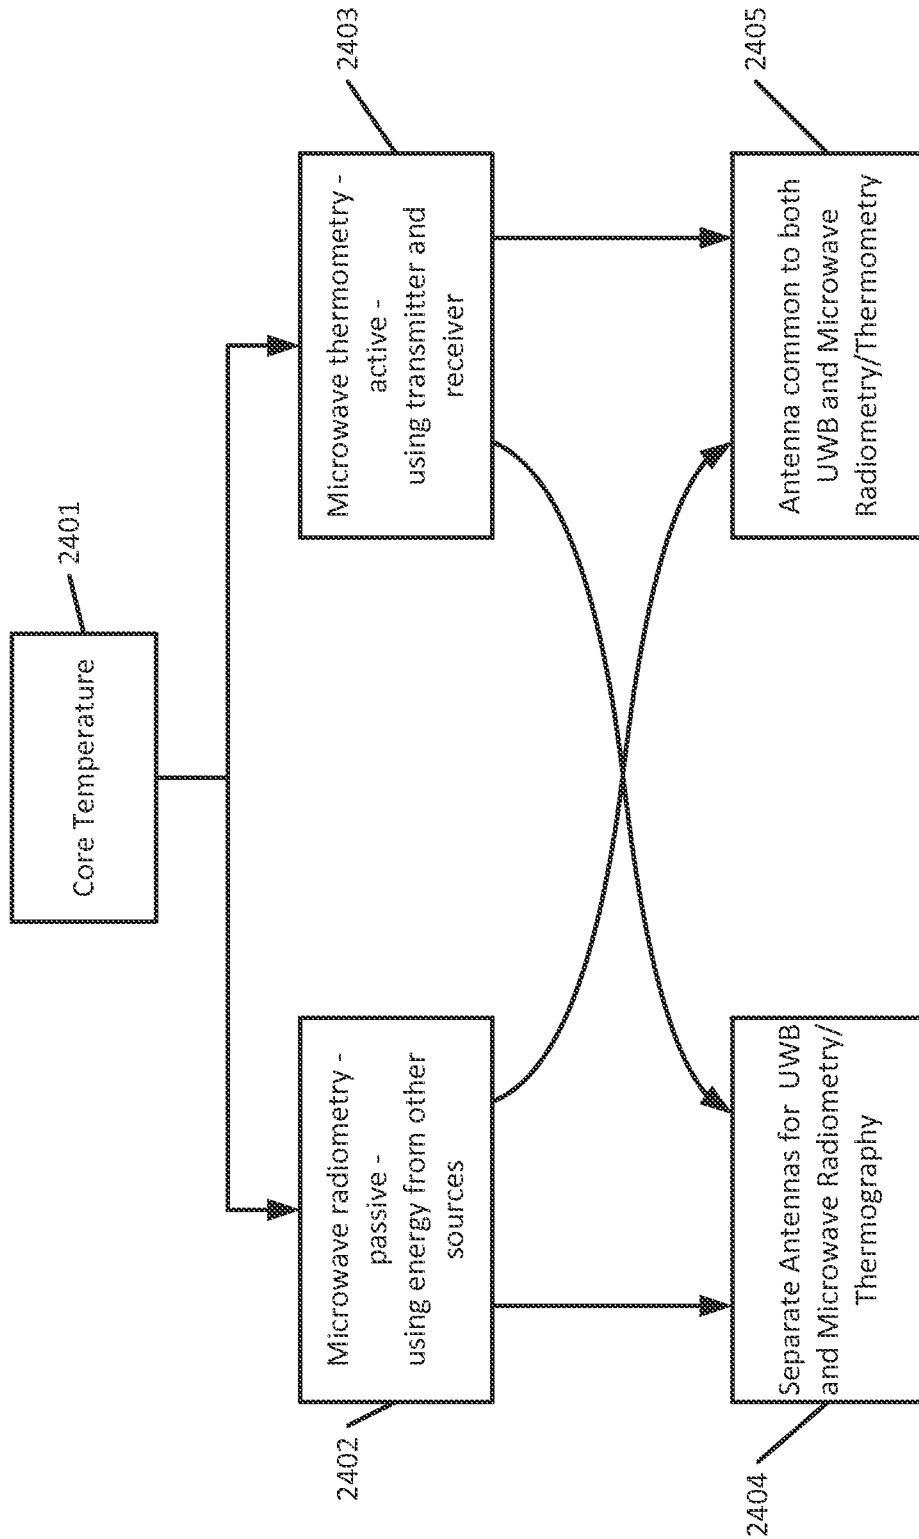 2401
Core Temperature
2402
Microwave radiometry -
passive -
using energy from other
sources
2403
Microwave thermometry -
active -
using transmitter and
receiver
2404
Separate Antennas for UWB
and Microwave Radiometry/
Thermography
2405
Antenna common to both
UWB and Microwave
Radiometry/Thermometry